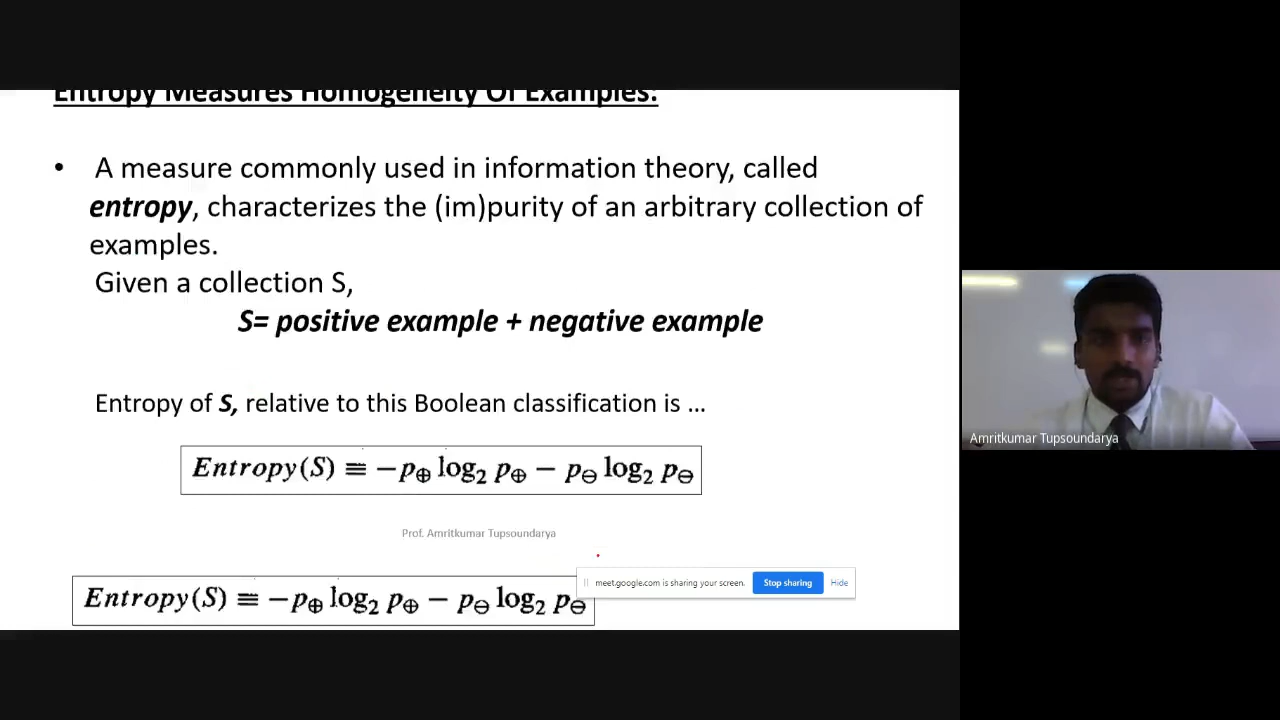 Entropy Measures Homogeneity Of Examples:
• A measure commonly used in information theory, called
entropy, characterizes the (im)purity of an arbitrary collection of
examples.
Given a collection S,
S= positive example + negative example
Entropy of S, relative to this Boolean classification is ...
Entropy(S) ≡ −p⊕ log₂ p⊕ − p⊖ log₂ p⊖
Prof. Amritkumar Tupsoundarya
meet.google.com is sharing your screen. Stop sharing Hide
Entropy(S) ≡ −p⊕ log₂ p⊕ − p⊖ log₂ p⊖
Amritkumar Tupsoundarya